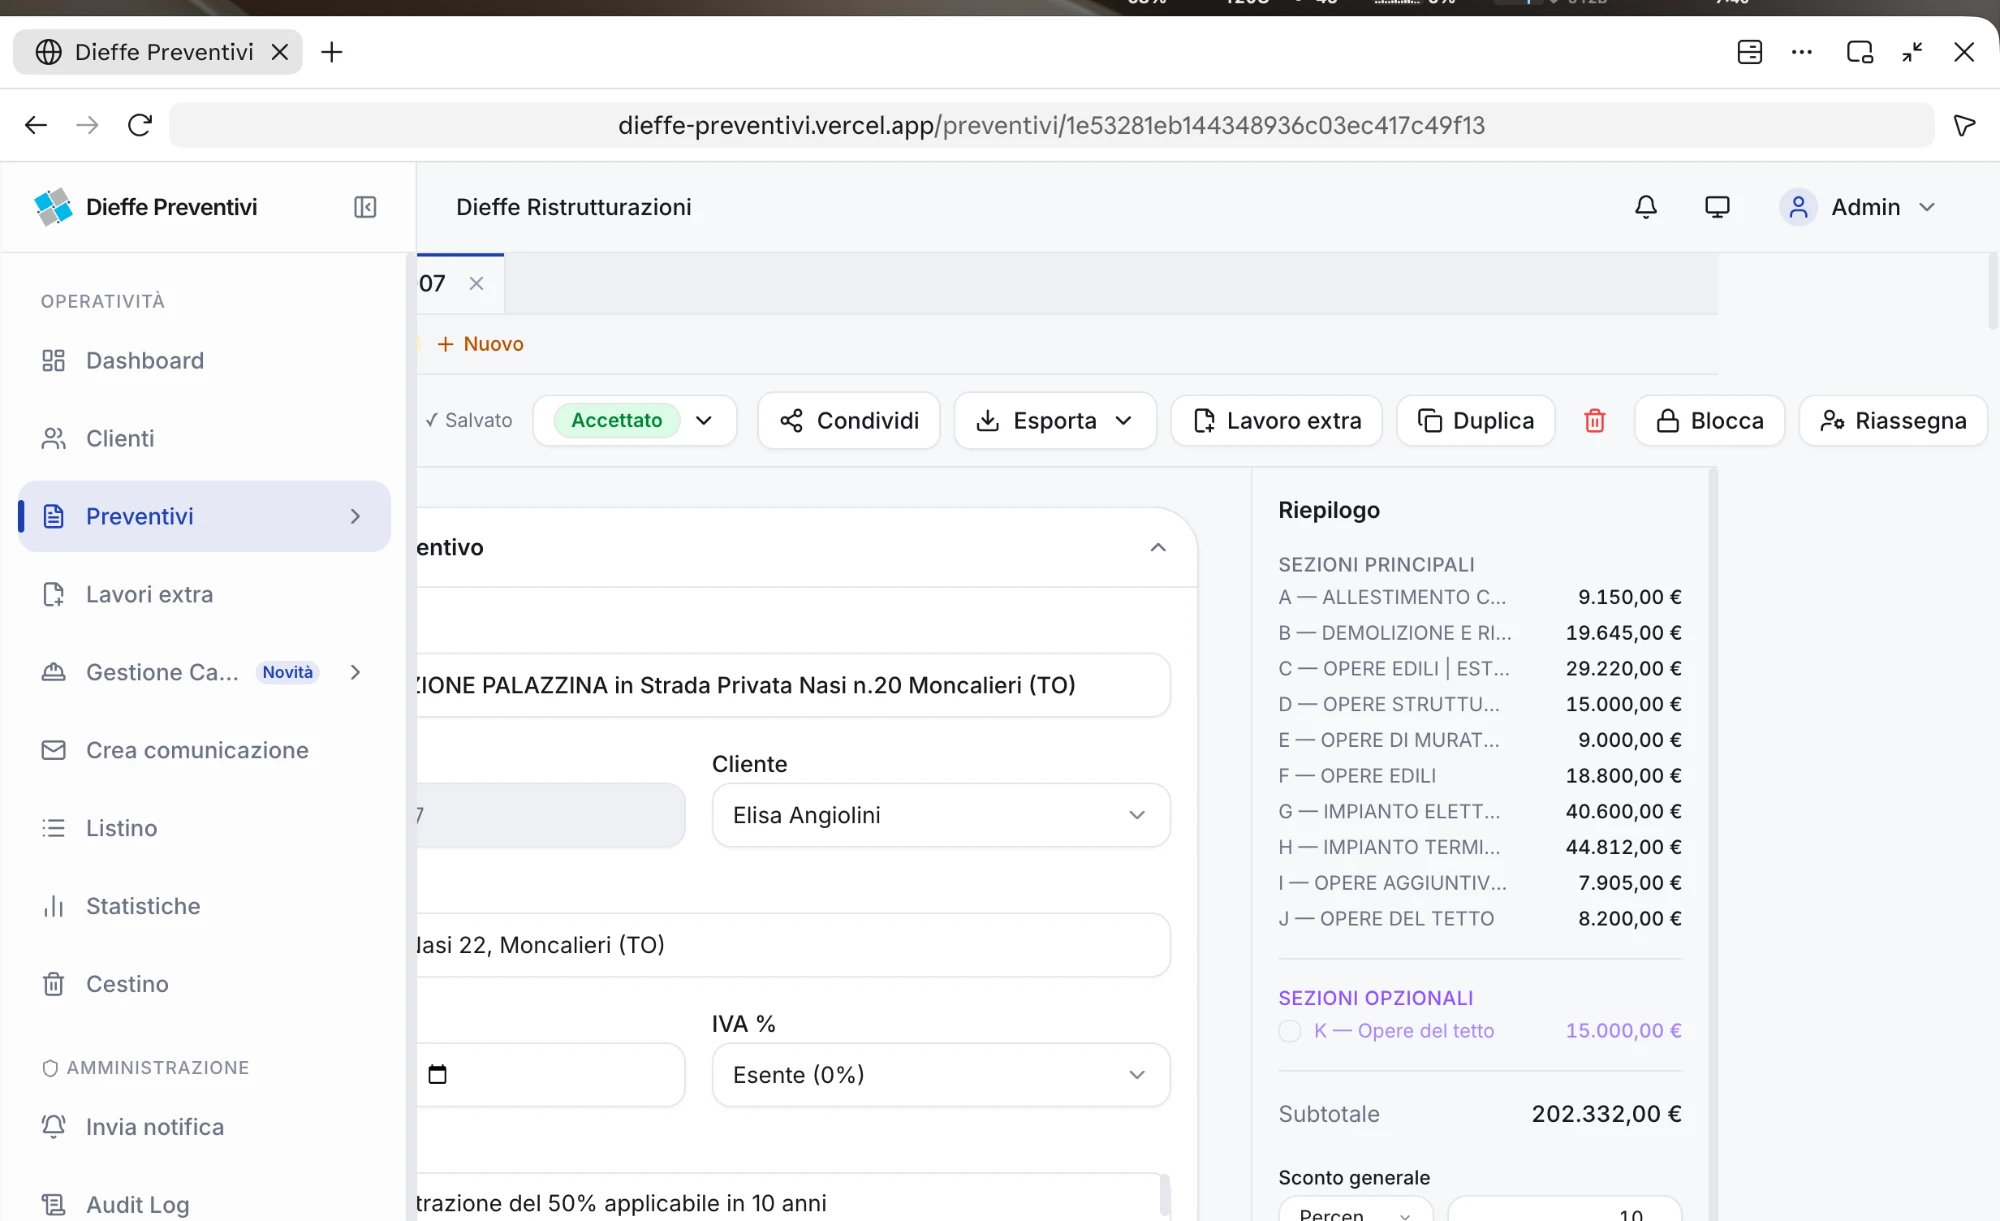 Dieffe Preventivi
dieffe-preventivi.vercel.app/preventivi/1e53281eb144348936c03ec417c49f13
Dieffe Preventivi
Dieffe Ristrutturazioni
Admin
OPERATIVITÀ
Dashboard
Clienti
Preventivi
Lavori extra
Gestione Ca... Novità
Crea comunicazione
Listino
Statistiche
Cestino
AMMINISTRAZIONE
Invia notifica
Audit Log
07
+ Nuovo
✓ Salvato
Accettato
Condividi
Esporta
Lavoro extra
Duplica
Blocca
Riassegna
entivo
ZIONE PALAZZINA in Strada Privata Nasi n.20 Moncalieri (TO)
7
Cliente
Elisa Angiolini
Nasi 22, Moncalieri (TO)
IVA %
Esente (0%)
trazione del 50% applicabile in 10 anni
Riepilogo
SEZIONI PRINCIPALI
A — ALLESTIMENTO C... 9.150,00 €
B — DEMOLIZIONE E RI... 19.645,00 €
C — OPERE EDILI | EST... 29.220,00 €
D — OPERE STRUTTU... 15.000,00 €
E — OPERE DI MURAT... 9.000,00 €
F — OPERE EDILI 18.800,00 €
G — IMPIANTO ELETT... 40.600,00 €
H — IMPIANTO TERMI... 44.812,00 €
I — OPERE AGGIUNTIV... 7.905,00 €
J — OPERE DEL TETTO 8.200,00 €
SEZIONI OPZIONALI
K — Opere del tetto 15.000,00 €
Subtotale 202.332,00 €
Sconto generale
Percen 10